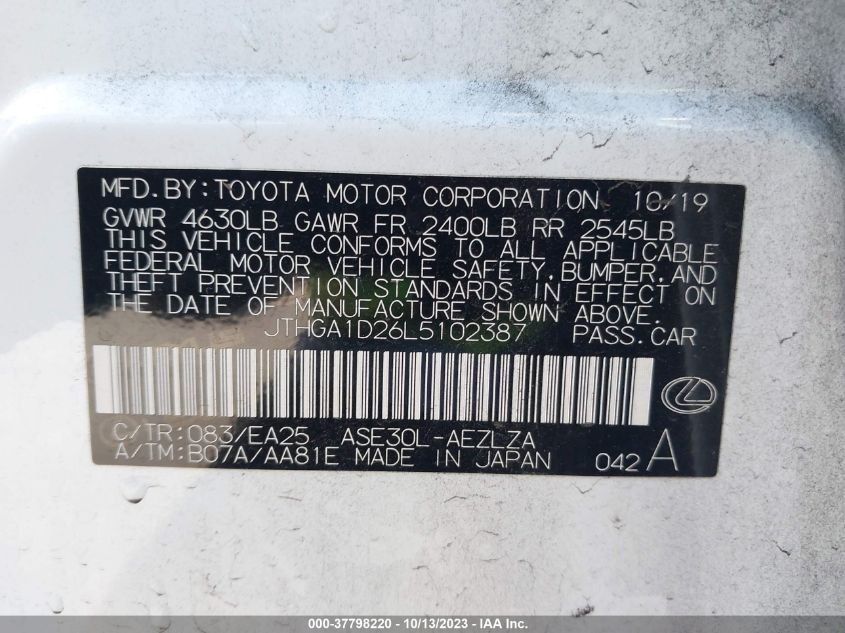 MFD.BY:TOYOTA MOTOR CORPORATION 10/19
GVWR 4630LB GAWR FR 2400LB RR 2545LB
THIS VEHICLE CONFORMS TO ALL APPLICABLE
FEDERAL MOTOR VEHICLE SAFETY,BUMPER,AND
THEFT PREVENTION STANDARDS IN EFFECT ON
THE DATE OF MANUFACTURE SHOWN ABOVE.
JTHGA1D26L5102387 PASS.CAR
C/TR:083/EA25 ASE30L-AEZLZA
A/TM:B07A/AA81E MADE IN JAPAN 042 A
000-37798220 - 10/13/2023 - IAA Inc.